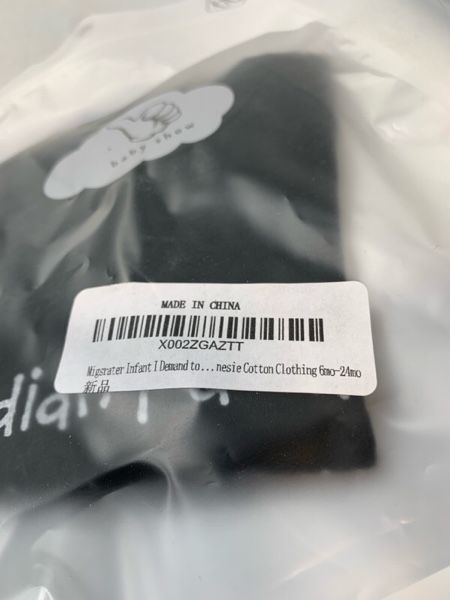 baby show
MADE IN CHINA
X002ZGAZTT
Migsrater Infant I Demand to...nesie Cotton Clothing 6mo-24mo
新品